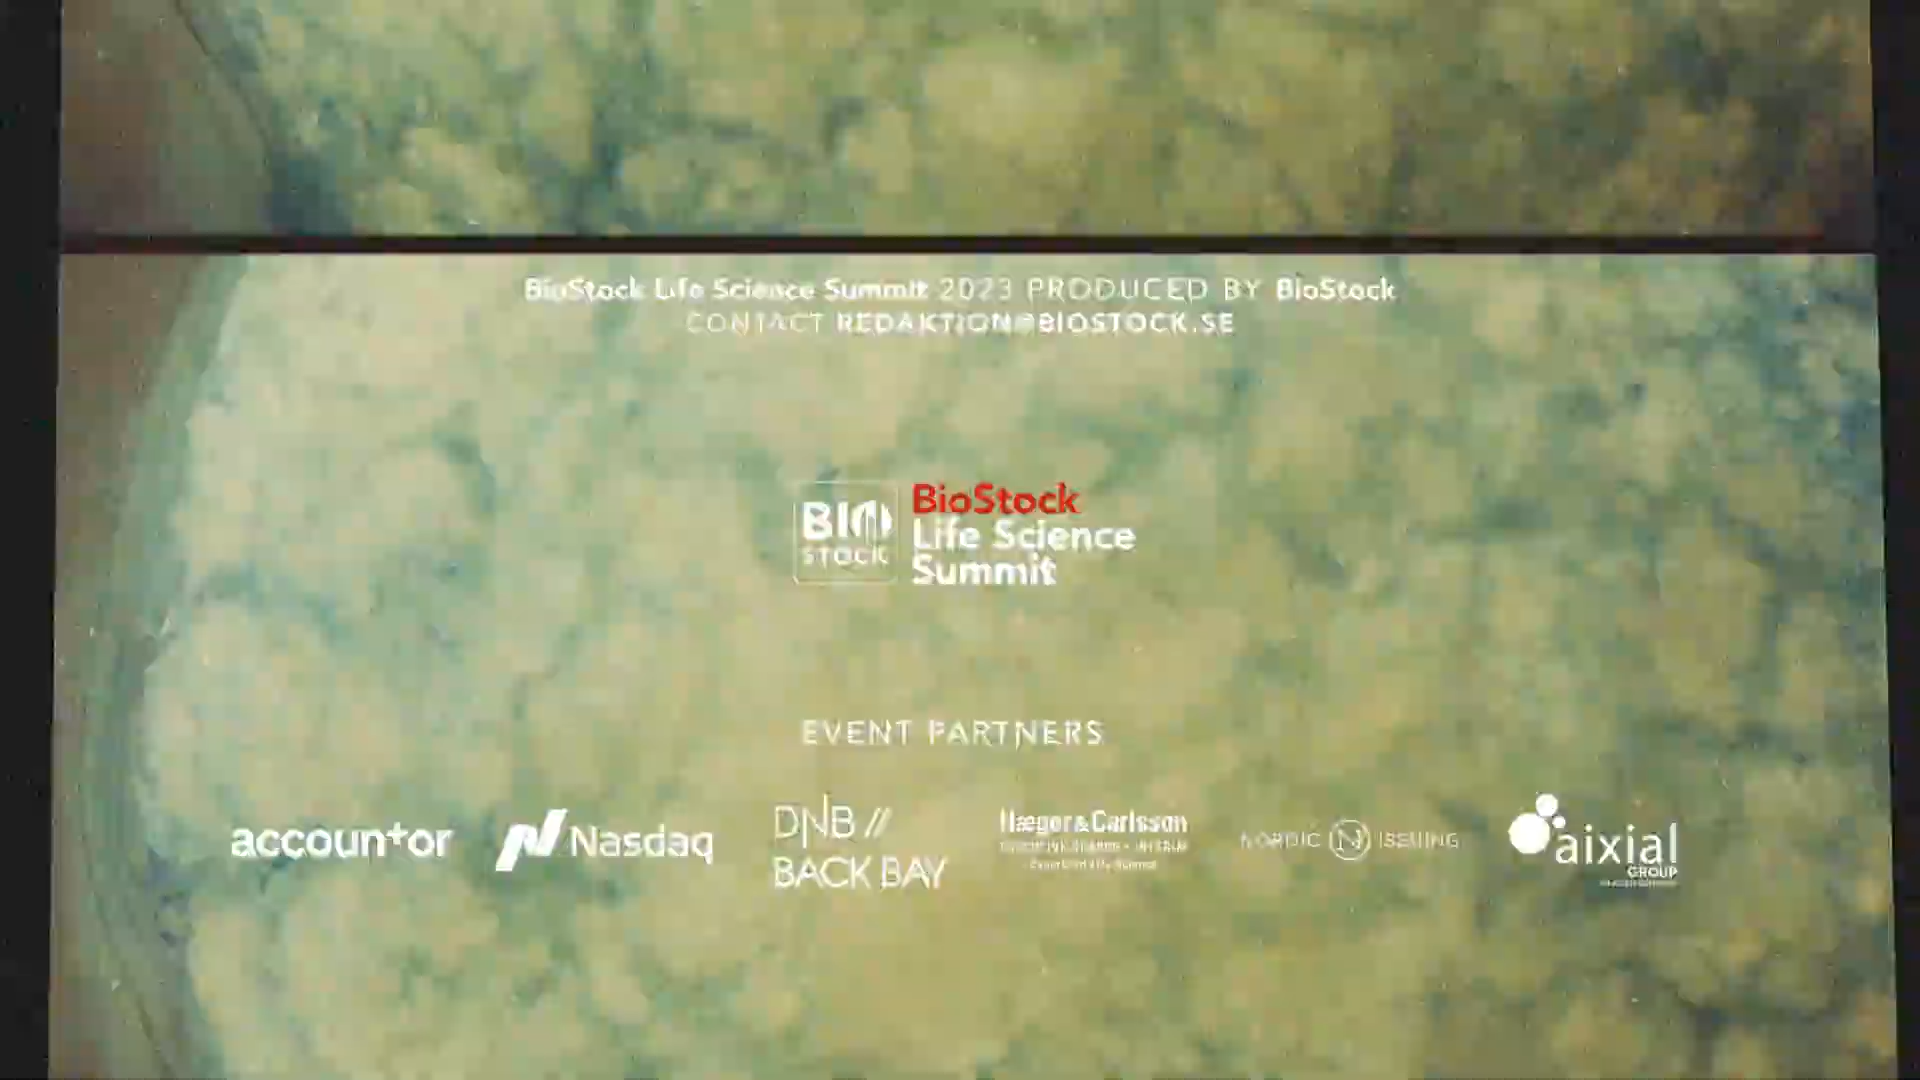 BioStock Life Science Summit 2023 PRODUCED BY BioStock
CONTACT REDAKTION@BIOSTOCK.SE
BIO
STOCK
BioStock
Life Science
Summit
EVENT PARTNERS
accountor
Nasdaq
DNB //
BACK BAY
Hæger & Carlsson
NORDIC N ISSUING
aixial
GROUP